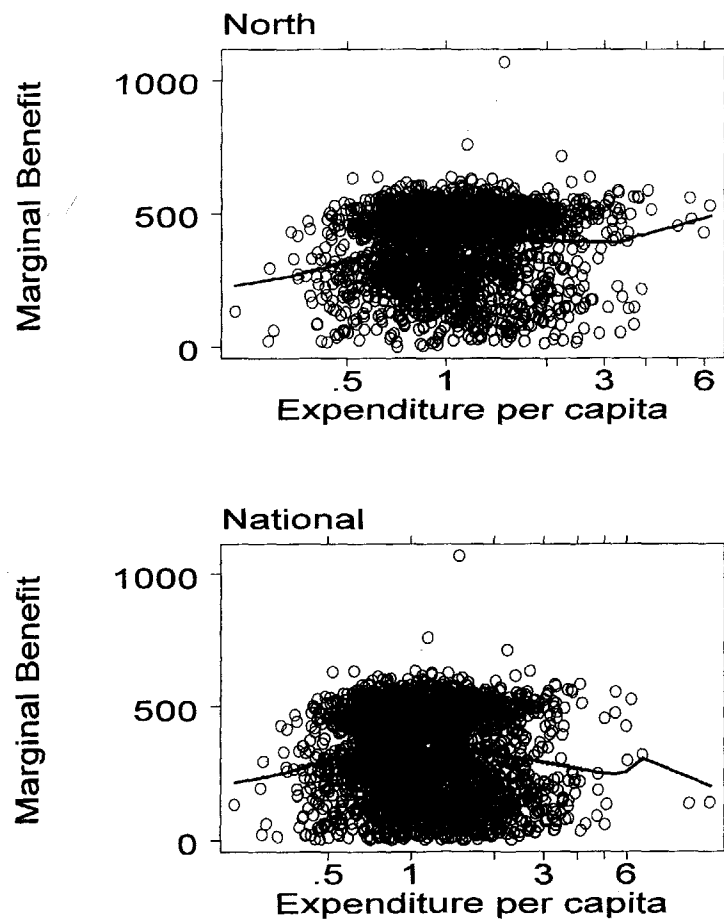 North
Marginal Benefit
1000
500
0
.5 1 3 6
Expenditure per capita
National
Marginal Benefit
1000
500
0
.5 1 3 6
Expenditure per capita